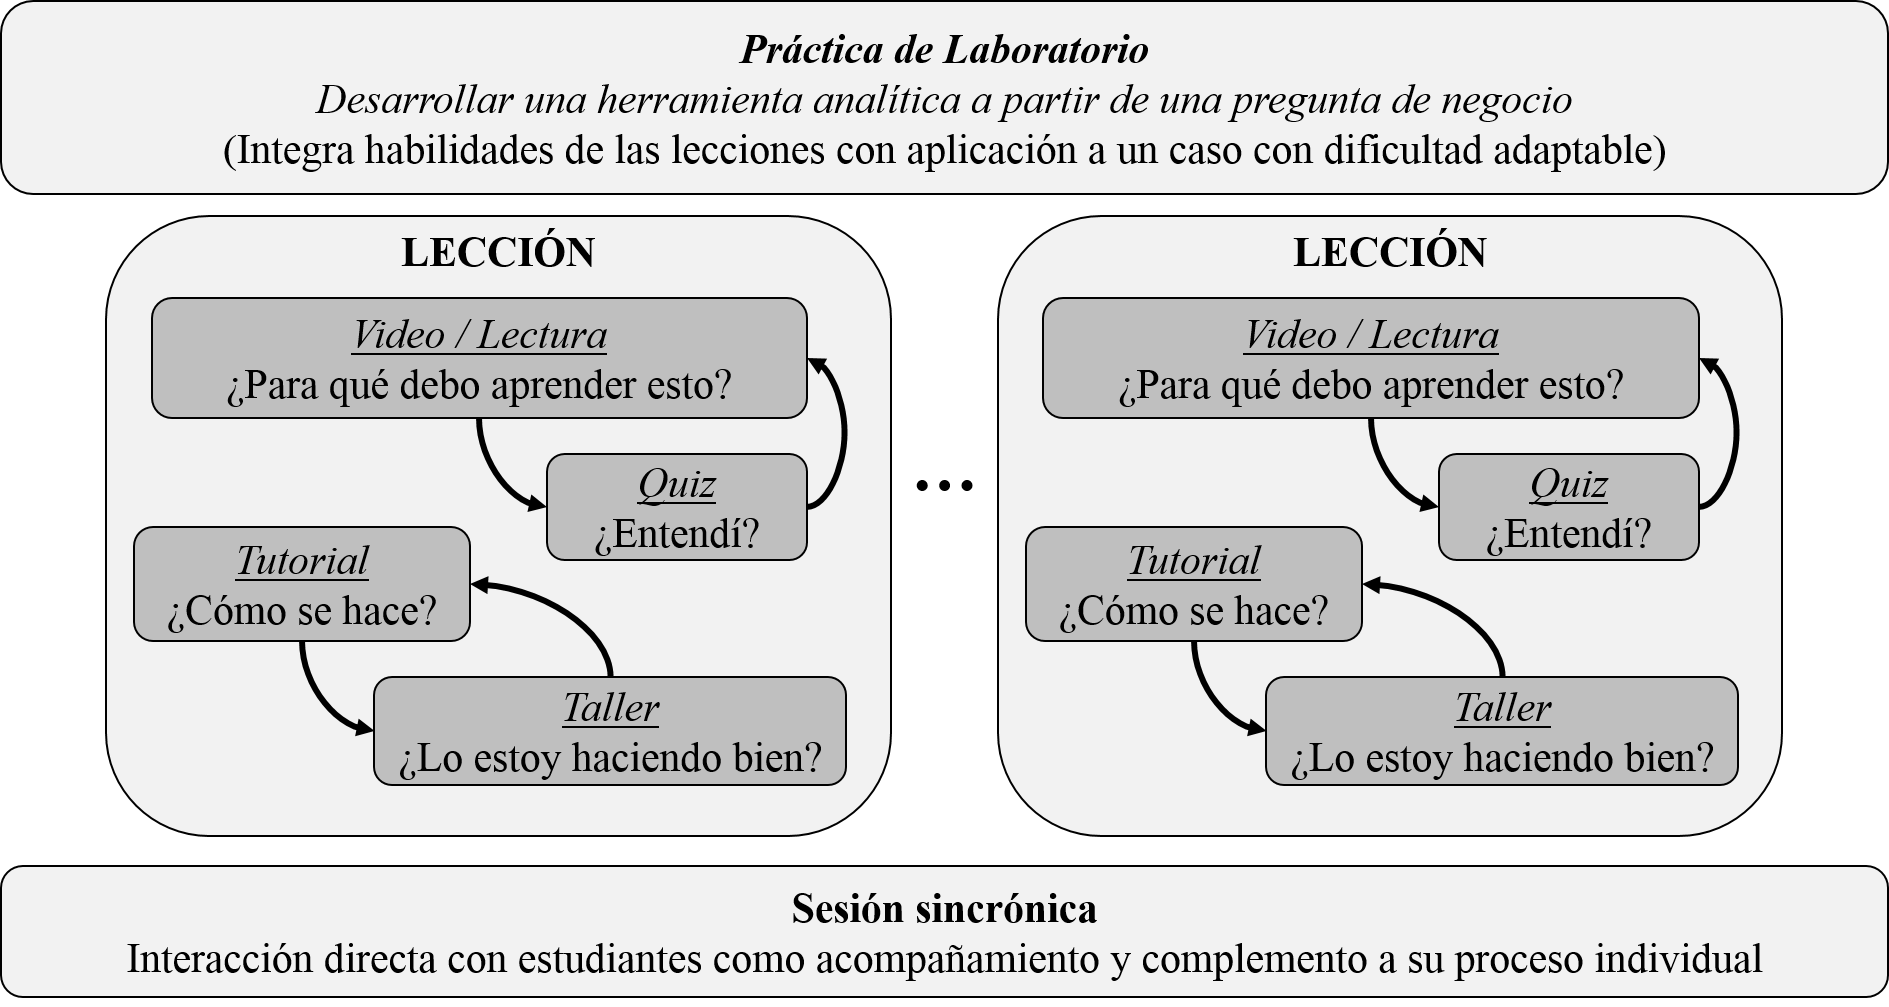 Práctica de Laboratorio
Desarrollar una herramienta analítica a partir de una pregunta de negocio
(Integra habilidades de las lecciones con aplicación a un caso con dificultad adaptable)
LECCIÓN
Video / Lectura
¿Para qué debo aprender esto?
Quiz
¿Entendí?
Tutorial
¿Cómo se hace?
Taller
¿Lo estoy haciendo bien?
...
LECCIÓN
Video / Lectura
¿Para qué debo aprender esto?
Quiz
¿Entendí?
Tutorial
¿Cómo se hace?
Taller
¿Lo estoy haciendo bien?
Sesión sincrónica
Interacción directa con estudiantes como acompañamiento y complemento a su proceso individual